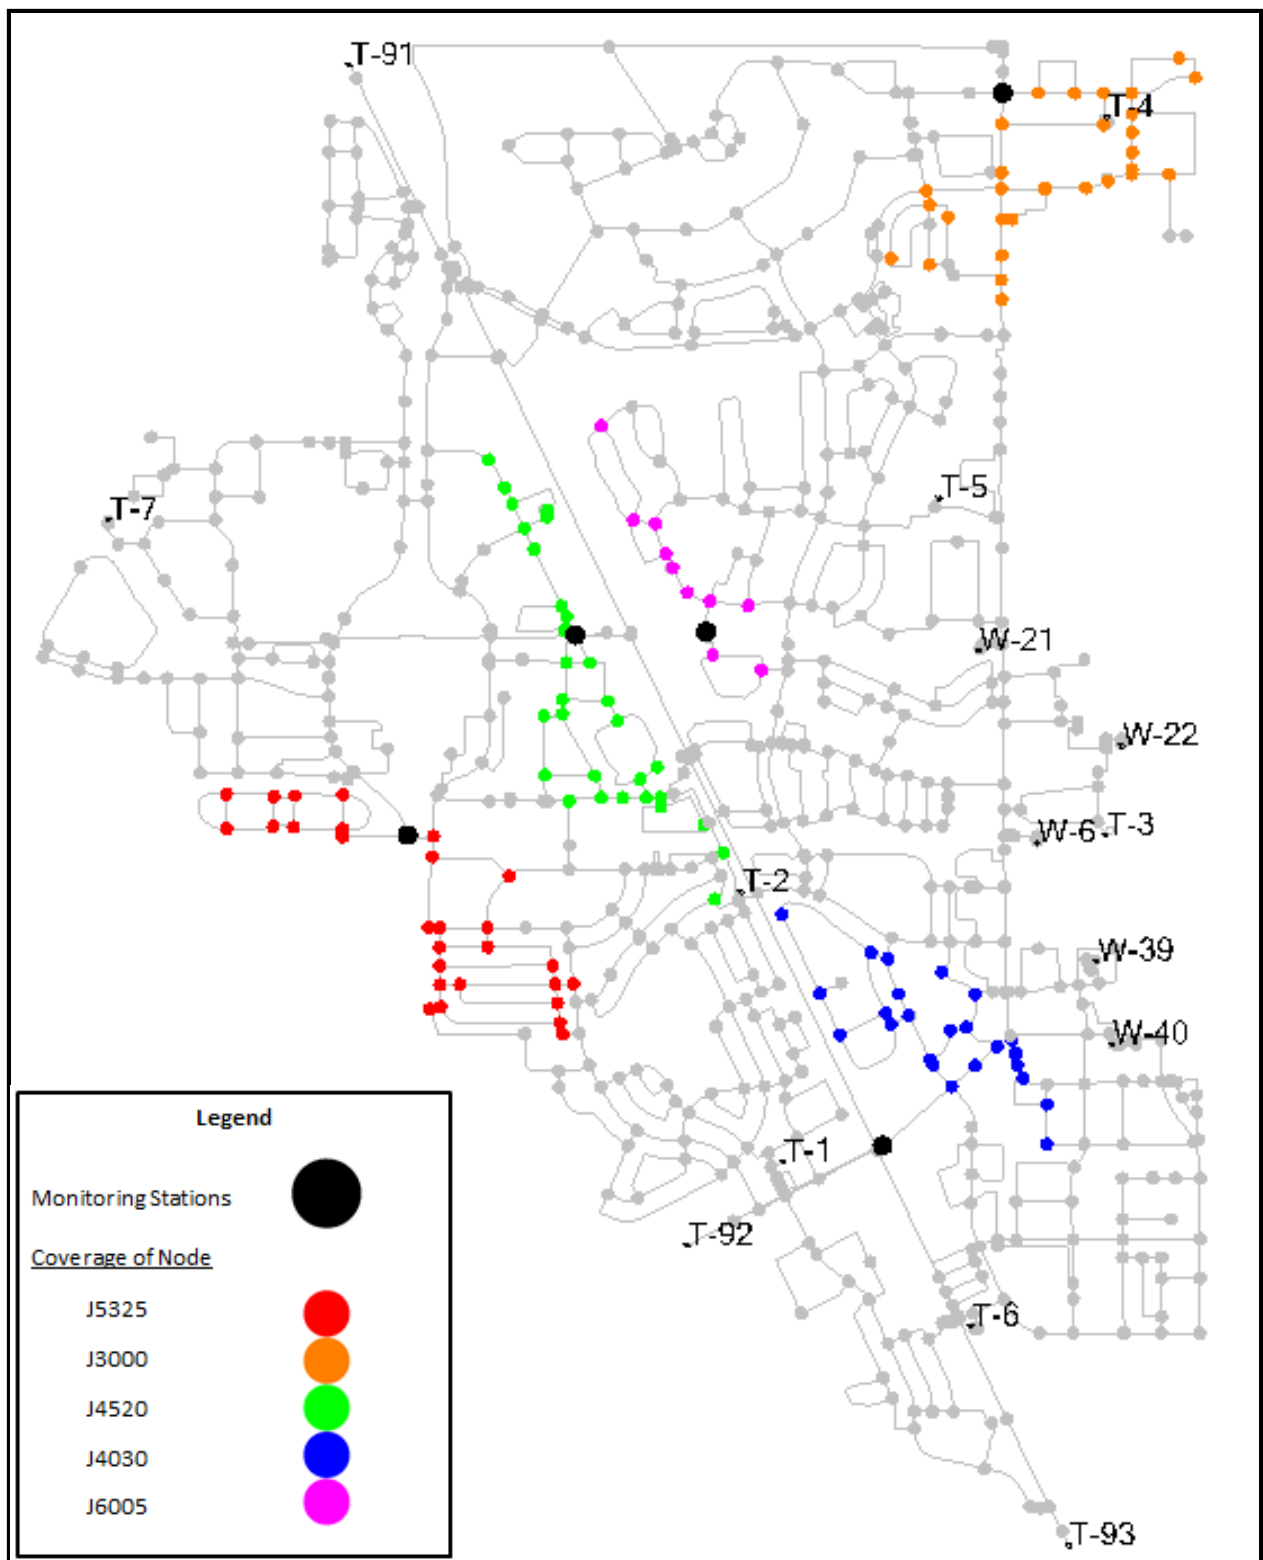 T-91
T-4
T-5
T-7
W-21
W-22
T-3
W-6
T-2
W-39
W-40
T-1
T-92
T-6
T-93
Legend
Monitoring Stations
Coverage of Node
J5325
J3000
J4520
J4030
J6005